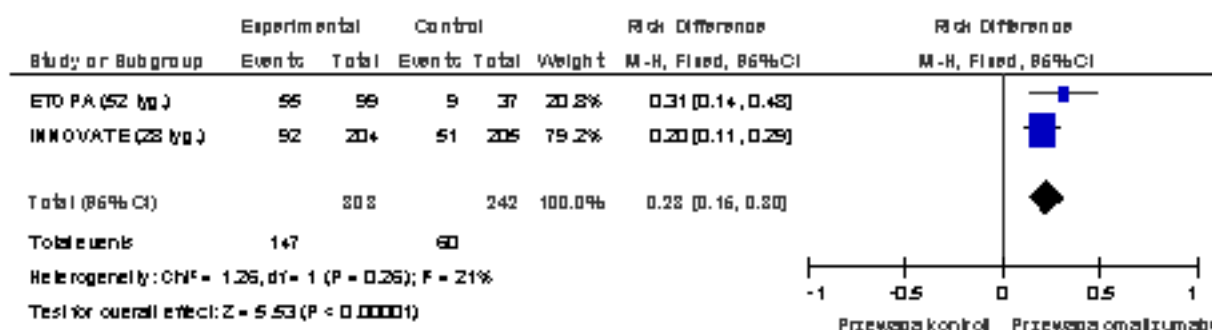 Experimental Control Risk Difference Risk Difference
Study or Subgroup Events Total Events Total Weight M-H, Fixed, 95% CI M-H, Fixed, 95% CI
ETOPA (52 tyg.) 55 99 9 37 20.8% 0.31 [0.14, 0.48]
INNOVATE (28 tyg.) 92 204 51 205 79.2% 0.20 [0.11, 0.29]
Total (95% CI) 303 242 100.0% 0.23 [0.15, 0.30]
Total events 147 60
Heterogeneity: Chi² = 1.26, df = 1 (P = 0.26); I² = 21%
Test for overall effect: Z = 5.53 (P < 0.00001)
-1 -0.5 0 0.5 1
Przewaga kontroli Przewaga omalizumabu